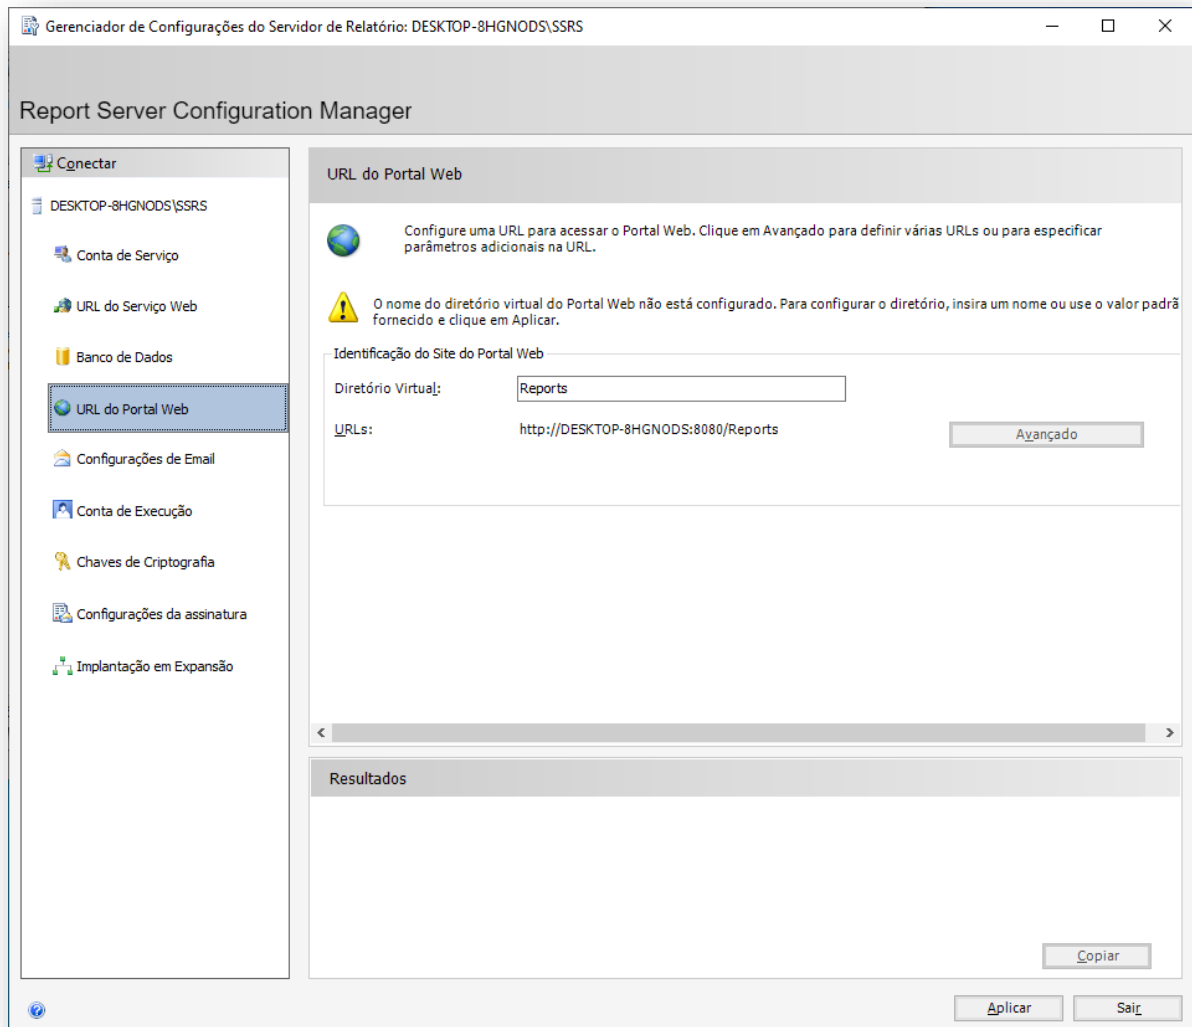 Gerenciador de Configurações do Servidor de Relatório: DESKTOP-8HGNODS\SSRS
Report Server Configuration Manager
Conectar
DESKTOP-8HGNODS\SSRS
Conta de Serviço
URL do Serviço Web
Banco de Dados
URL do Portal Web
Configurações de Email
Conta de Execução
Chaves de Criptografia
Configurações da assinatura
Implantação em Expansão
URL do Portal Web
Configure uma URL para acessar o Portal Web. Clique em Avançado para definir várias URLs ou para especificar
parâmetros adicionais na URL.
O nome do diretório virtual do Portal Web não está configurado. Para configurar o diretório, insira um nome ou use o valor padrã
fornecido e clique em Aplicar.
Identificação do Site do Portal Web
Diretório Virtual: Reports
URLs: http://DESKTOP-8HGNODS:8080/Reports Avançado
Resultados
Copiar
Aplicar Sair